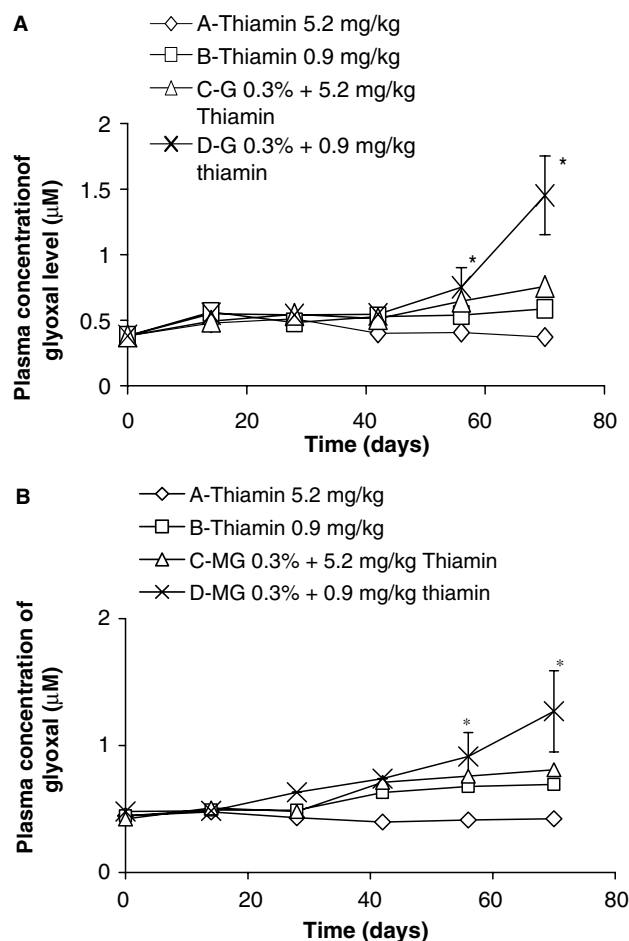 A
A-Thiamin 5.2 mg/kg
B-Thiamin 0.9 mg/kg
C-G 0.3% + 5.2 mg/kg
Thiamin
D-G 0.3% + 0.9 mg/kg
thiamin
Plasma concentrationof
glyoxal level (µM)
2
1.5
1
0.5
0
*
*
0 20 40 60 80
Time (days)
B
A-Thiamin 5.2 mg/kg
B-Thiamin 0.9 mg/kg
C-MG 0.3% + 5.2 mg/kg Thiamin
D-MG 0.3% + 0.9 mg/kg thiamin
Plasma concentration of
glyoxal (µM)
2
1
0
*
*
0 20 40 60 80
Time (days)